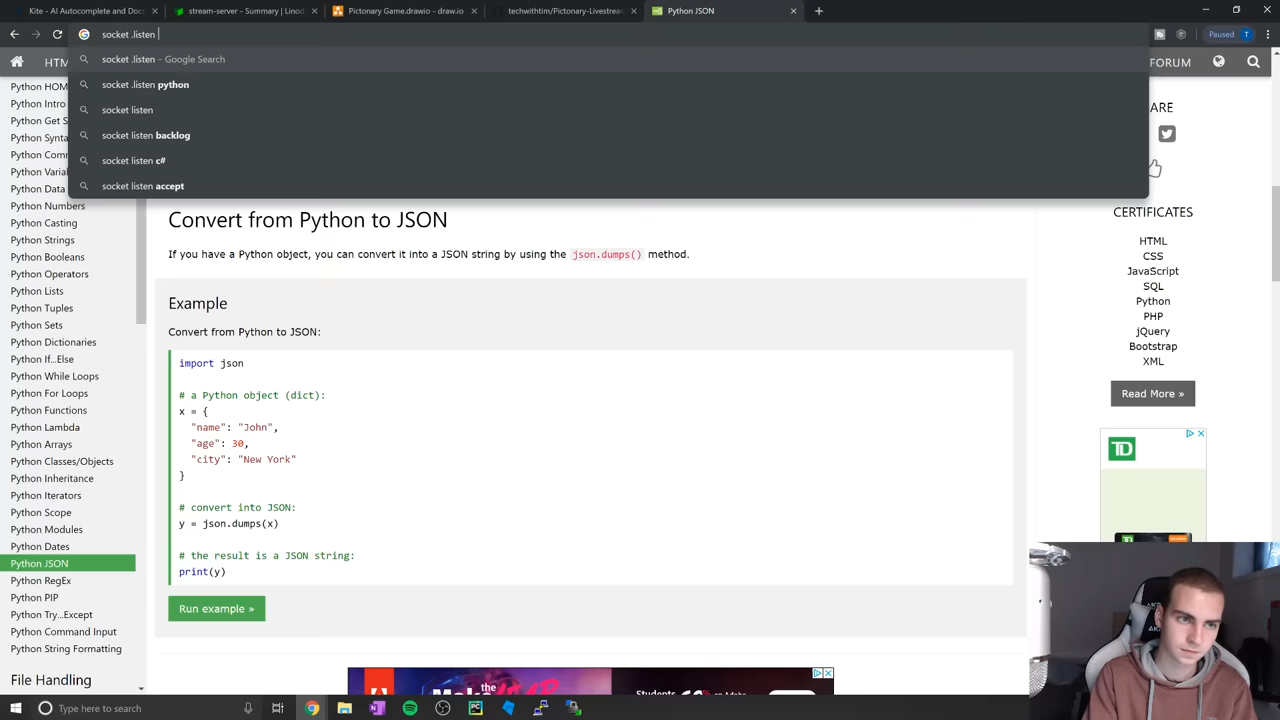 Kite - AI Autocomplete and Doc
stream-server - Summary | Linod
Pictonary Game.drawio - draw.io
techwithtim/Pictonary-Livestream
Python JSON
socket .listen
Paused
T
socket .listen - Google Search
socket .listen python
socket listen
socket listen backlog
socket listen c#
socket listen accept
HTM
FORUM
Python HOM
Python Intro
Python Get S
Python Synta
Python Com
Python Varia
Python Data
Python Numbers
Python Casting
Python Strings
Python Booleans
Python Operators
Python Lists
Python Tuples
Python Sets
Python Dictionaries
Python If...Else
Python While Loops
Python For Loops
Python Functions
Python Lambda
Python Arrays
Python Classes/Objects
Python Inheritance
Python Iterators
Python Scope
Python Modules
Python Dates
Python JSON
Python RegEx
Python PIP
Python Try...Except
Python Command Input
Python String Formatting
File Handling
Convert from Python to JSON
If you have a Python object, you can convert it into a JSON string by using the json.dumps() method.
Example
Convert from Python to JSON:
import json
# a Python object (dict):
x = {
"name": "John",
"age": 30,
"city": "New York"
}
# convert into JSON:
y = json.dumps(x)
# the result is a JSON string:
print(y)
Run example »
ARE
CERTIFICATES
HTML
CSS
JavaScript
SQL
Python
PHP
jQuery
Bootstrap
XML
Read More »
TD
the
Students
Type here to search